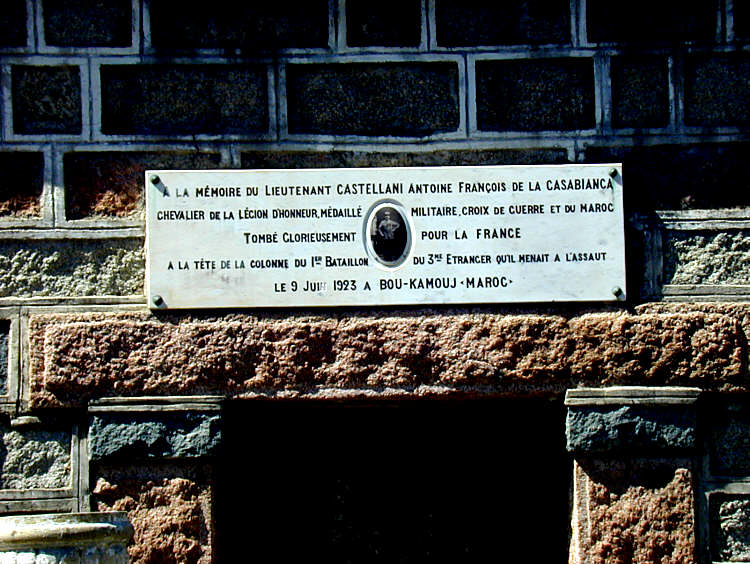 A LA MÉMOIRE DU LIEUTENANT CASTELLANI ANTOINE FRANÇOIS DE LA CASABIANCA
CHEVALIER DE LA LÉGION D'HONNEUR, MÉDAILLÉ MILITAIRE, CROIX DE GUERRE ET DU MAROC
TOMBÉ GLORIEUSEMENT POUR LA FRANCE
A LA TÊTE DE LA COLONNE DU 1ER BATAILLON DU 3ME ETRANGER QU'IL MENAIT A L'ASSAUT
LE 9 JUIN 1923 A BOU-KAMOUJ •MAROC•